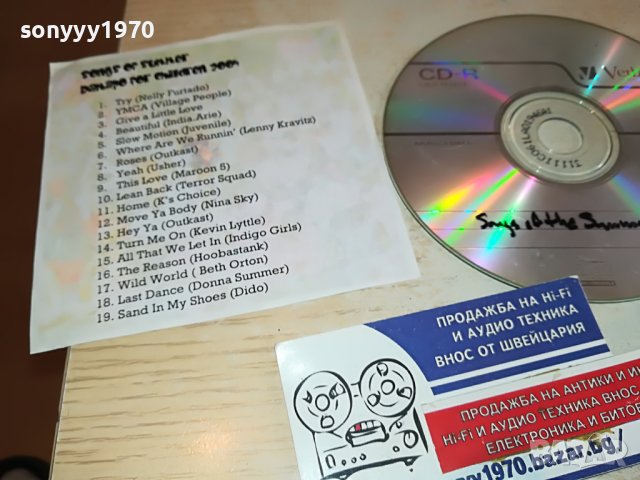 sonyyy1970
sonyyy1970
Songs of Summer
for Children 2004
1. Try (Nelly Furtado)
2. YMCA (Village People)
3. Give a Little Love
4. Beautiful (India.Arie)
5. Slow Motion (Juvenile)
6. Where Are We Runnin' (Lenny Kravitz)
7. Roses (Outkast)
8. Yeah (Usher)
9. This Love (Maroon 5)
10. Lean Back (Terror Squad)
11. Home (K's Choice)
12. Move Ya Body (Nina Sky)
13. Hey Ya (Outkast)
14. Turn Me On (Kevin Lyttle)
15. All That We Let In (Indigo Girls)
16. The Reason (Hoobastank)
17. Wild World ( Beth Orton)
18. Last Dance (Donna Summer)
19. Sand In My Shoes (Dido)
CD-R
Verb
Songs of the Summer
ПРОДАЖБА НА Hi-Fi
И АУДИО ТЕХНИКА
ВНОС ОТ ШВЕЙЦАРИЯ
ПРОДАЖБА НА АНТИКИ И
Hi-Fi И АУДИО ТЕХНИКА ВНОС
ЕЛЕКТРОНИКА И БИТОВ
yy1970.bazar.bg/